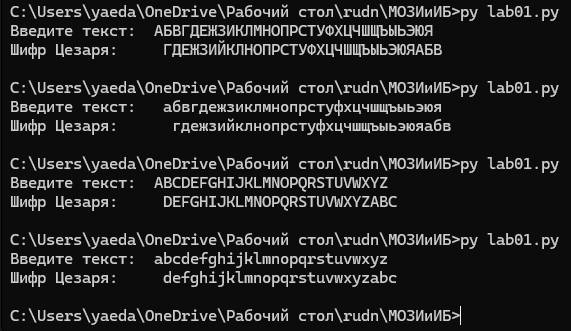 C:\Users\yaeda\OneDrive\Рабочий стол\rudn\МОЗИиИБ>py lab01.py
Введите текст: АБВГДЕЖЗИКЛМНОПРСТУФХЦЧШЩЪЫЬЭЮЯ
Шифр Цезаря: ГДЕЖЗИЙКЛНОПРСТУФХЦЧШЩЪЫЬЭЮЯАБВ
C:\Users\yaeda\OneDrive\Рабочий стол\rudn\МОЗИиИБ>py lab01.py
Введите текст: абвгдежзиклмнопрстуфхцчшщъыьэюя
Шифр Цезаря: гдежзийклнопрстуфхцчшщъыьэюяабв
C:\Users\yaeda\OneDrive\Рабочий стол\rudn\МОЗИиИБ>py lab01.py
Введите текст: ABCDEFGHIJKLMNOPQRSTUVWXYZ
Шифр Цезаря: DEFGHIJKLMNOPQRSTUVWXYZABC
C:\Users\yaeda\OneDrive\Рабочий стол\rudn\МОЗИиИБ>py lab01.py
Введите текст: abcdefghijklmnopqrstuvwxyz
Шифр Цезаря: defghijklmnopqrstuvwxyzabc
C:\Users\yaeda\OneDrive\Рабочий стол\rudn\МОЗИиИБ>